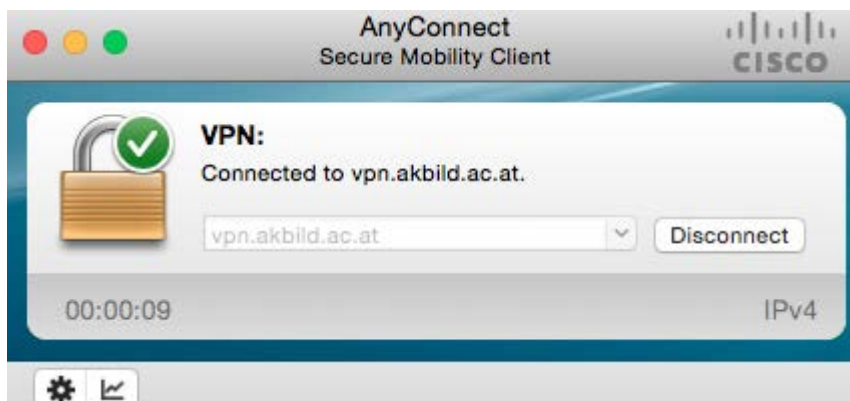 AnyConnect
Secure Mobility Client
CISCO
VPN:
Connected to vpn.akbild.ac.at.
vpn.akbild.ac.at
Disconnect
00:00:09
IPv4